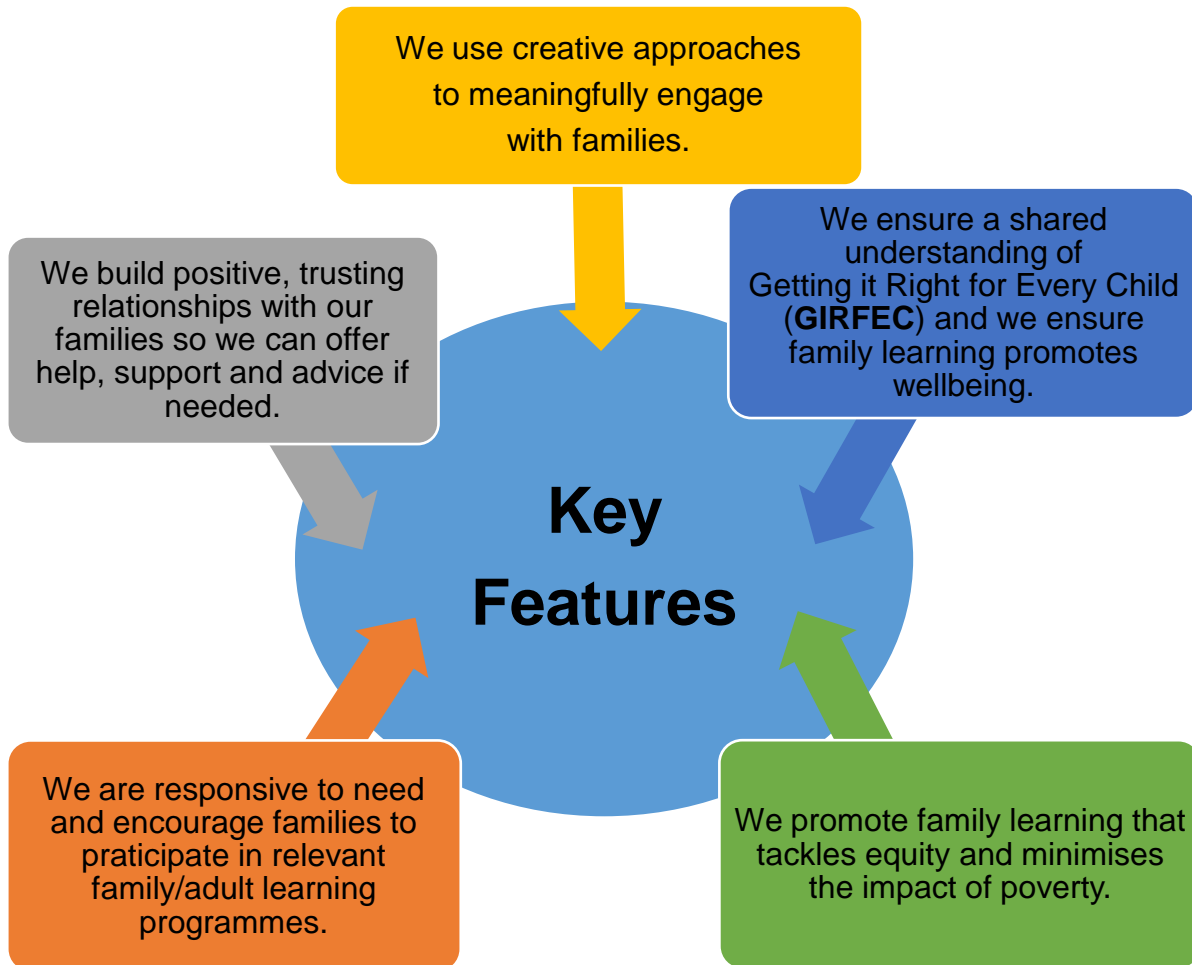 We use creative approaches
to meaningfully engage
with families.
We ensure a shared
understanding of
Getting it Right for Every Child
(GIRFEC) and we ensure
family learning promotes
wellbeing.
We build positive, trusting
relationships with our
families so we can offer
help, support and advice if
needed.
Key
Features
We are responsive to need
and encourage families to
praticipate in relevant
family/adult learning
programmes.
We promote family learning that
tackles equity and minimises
the impact of poverty.